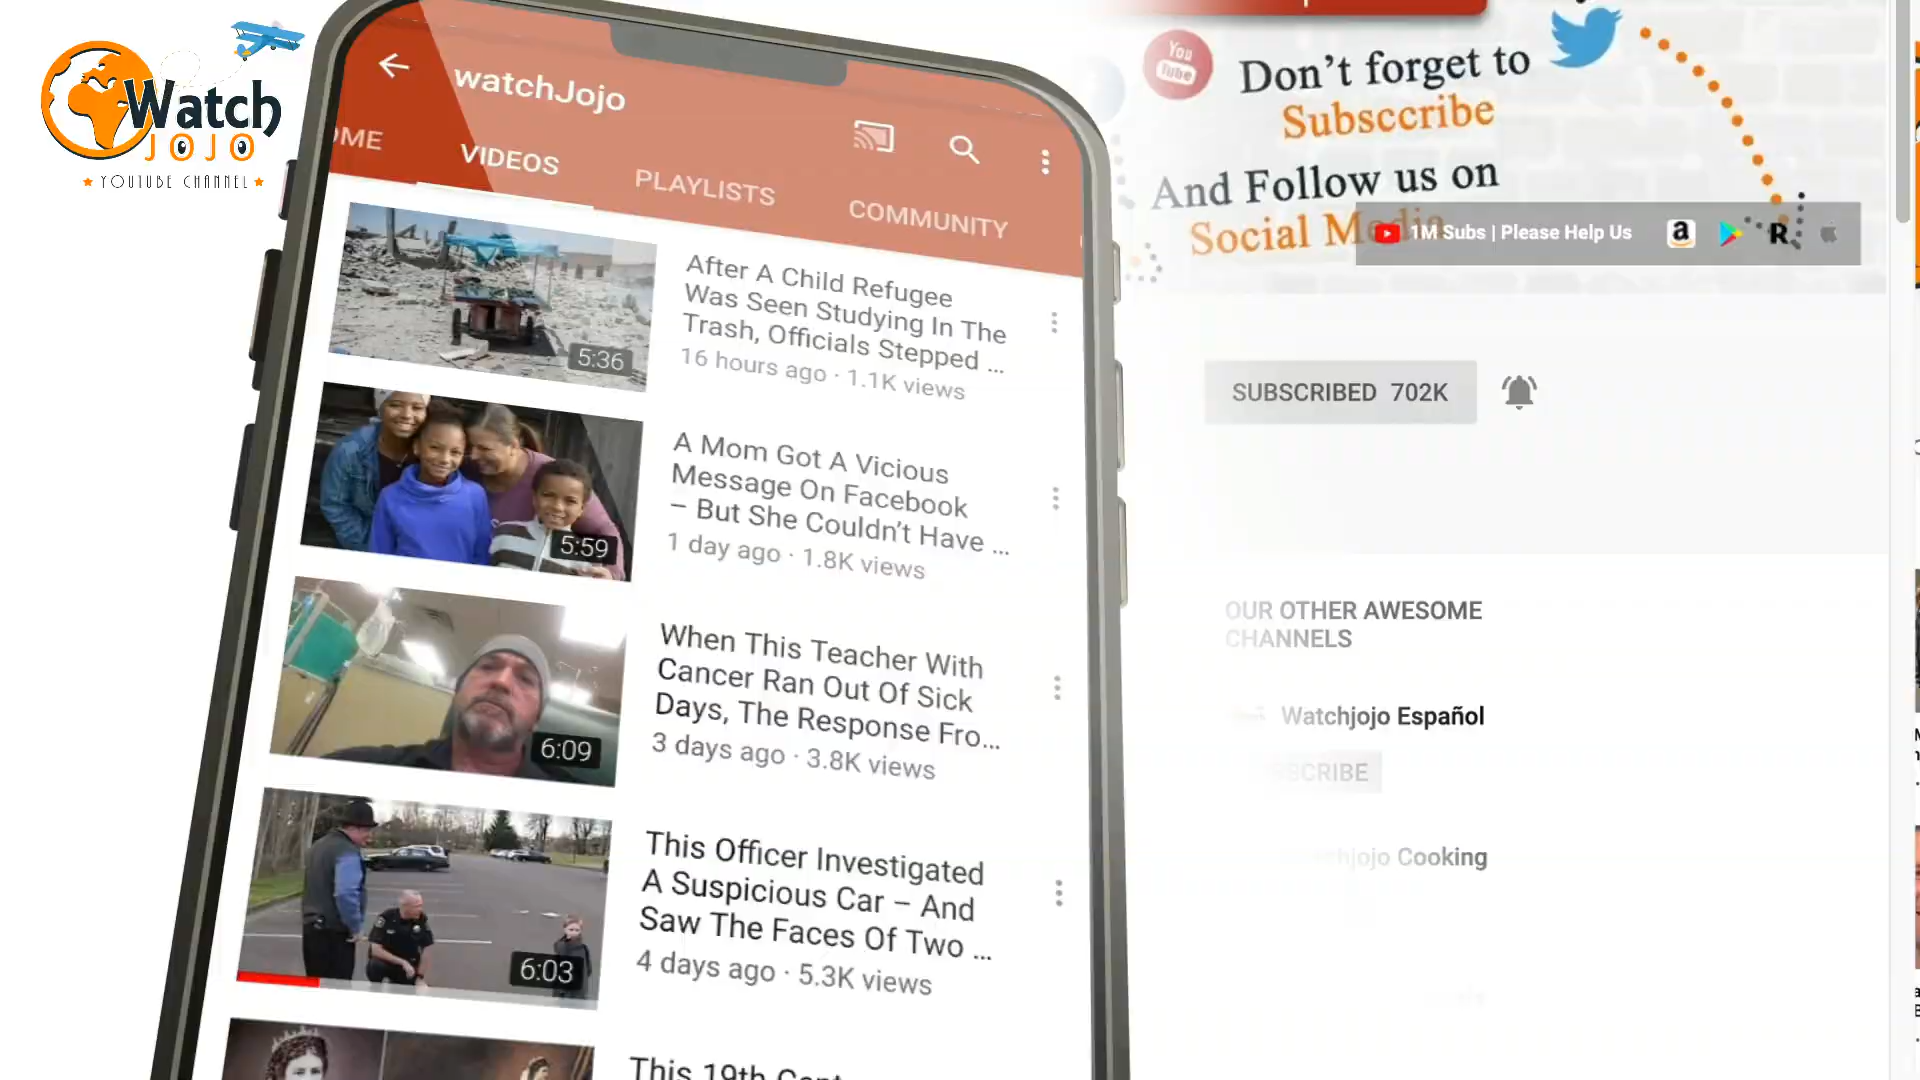 Watch
JOJO
YOUTUBE CHANNEL
watchJojo
OME
VIDEOS
PLAYLISTS
COMMUNITY
After A Child Refugee
Was Seen Studying In The
Trash, Officials Stepped ...
16 hours ago · 1.1K views
5:36
A Mom Got A Vicious
Message On Facebook
– But She Couldn't Have ...
1 day ago · 1.8K views
5:59
When This Teacher With
Cancer Ran Out Of Sick
Days, The Response Fro...
3 days ago · 3.8K views
6:09
This Officer Investigated
A Suspicious Car – And
Saw The Faces Of Two ...
4 days ago · 5.3K views
6:03
This 19th Cent
You
Tube
Don't forget to
Subsccribe
And Follow us on
Social Media
1M Subs | Please Help Us
a
R
SUBSCRIBED 702K
OUR OTHER AWESOME
CHANNELS
Watchjojo Español
SCRIBE
chjojo Cooking